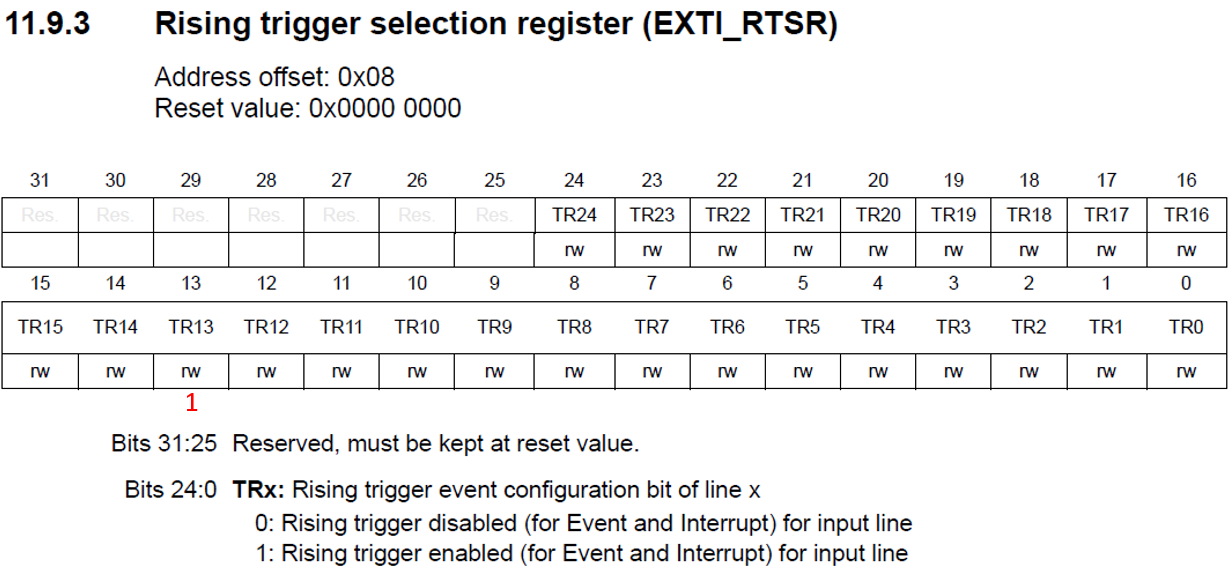 11.9.3 Rising trigger selection register (EXTI_RTSR)
Address offset: 0x08
Reset value: 0x0000 0000
31 30 29 28 27 26 25 24 23 22 21 20 19 18 17 16
Res. Res. Res. Res. Res. Res. Res. TR24 TR23 TR22 TR21 TR20 TR19 TR18 TR17 TR16
rw rw rw rw rw rw rw rw rw
15 14 13 12 11 10 9 8 7 6 5 4 3 2 1 0
TR15 TR14 TR13 TR12 TR11 TR10 TR9 TR8 TR7 TR6 TR5 TR4 TR3 TR2 TR1 TR0
rw rw rw rw rw rw rw rw rw rw rw rw rw rw rw rw
1
Bits 31:25 Reserved, must be kept at reset value.
Bits 24:0 TRx: Rising trigger event configuration bit of line x
0: Rising trigger disabled (for Event and Interrupt) for input line
1: Rising trigger enabled (for Event and Interrupt) for input line